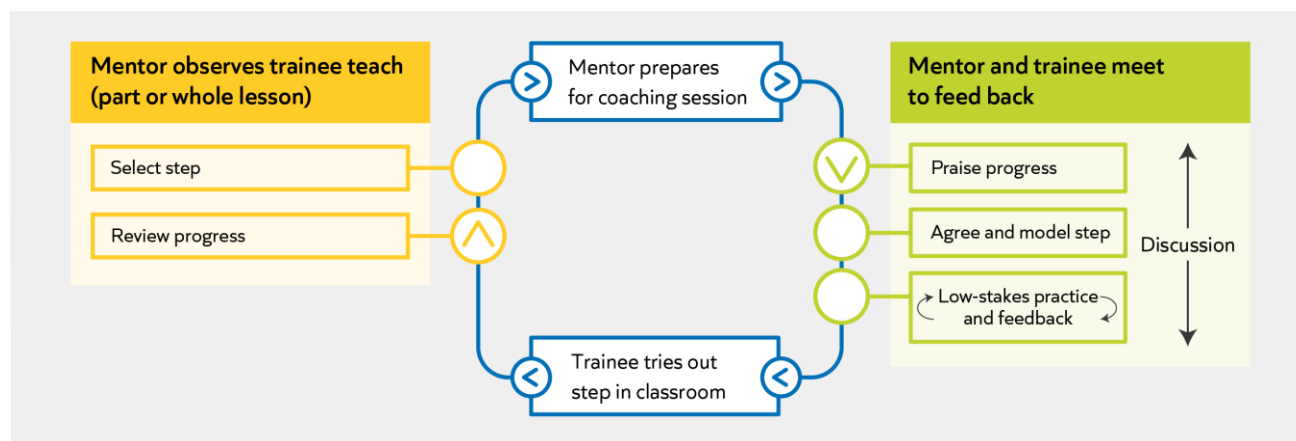 Mentor observes trainee teach
(part or whole lesson)
Select step
Review progress
Mentor prepares
for coaching session
Mentor and trainee meet
to feed back
Praise progress
Agree and model step
Low-stakes practice
and feedback
Discussion
Trainee tries out
step in classroom